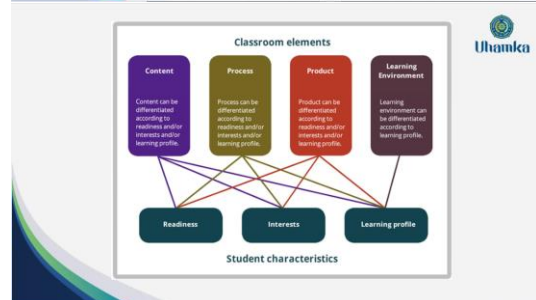 Uhamka
Classroom elements
Content
Content can be
differentiated
according to
readiness and/or
interests and/or
learning profile.
Process
Process can be
differentiated
according to
readiness and/or
interests and/or
learning profile.
Product
Product can be
differentiated
according to
readiness and/or
interests and/or
learning profile.
Learning
Environment
Learning
environment can
be differentiated
according to
learning profile.
Readiness
Interests
Learning profile
Student characteristics